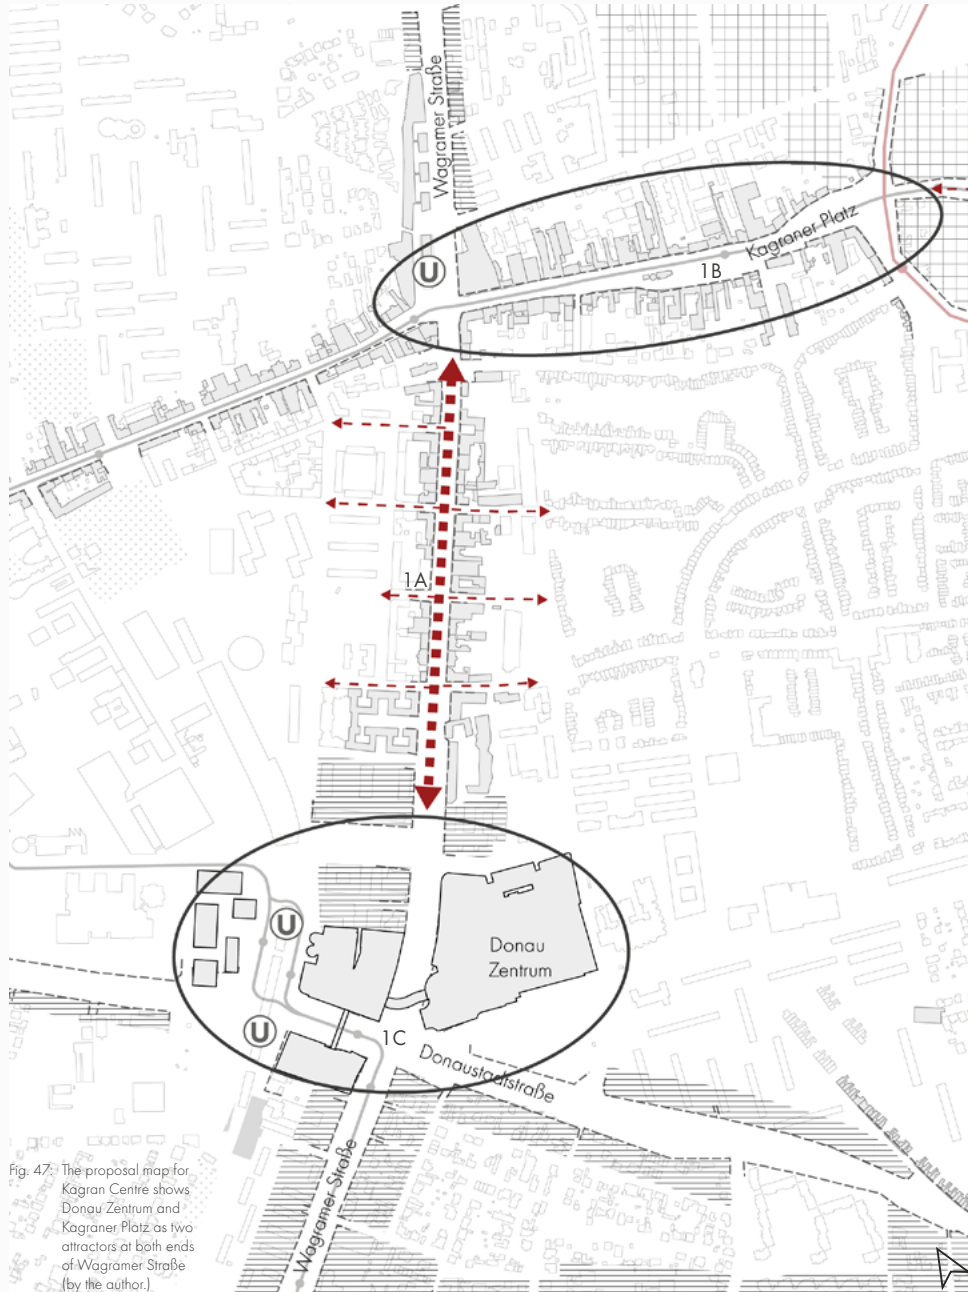 Wagramer Straße
Kagraner Platz
U
1B
1A
U
Donau
Zentrum
U
1C
Donaustadtstraße
Wagramer Straße
Fig. 47: The proposal map for
Kagran Centre shows
Donau Zentrum and
Kagraner Platz as two
attractors at both ends
of Wagramer Straße
(by the author.)